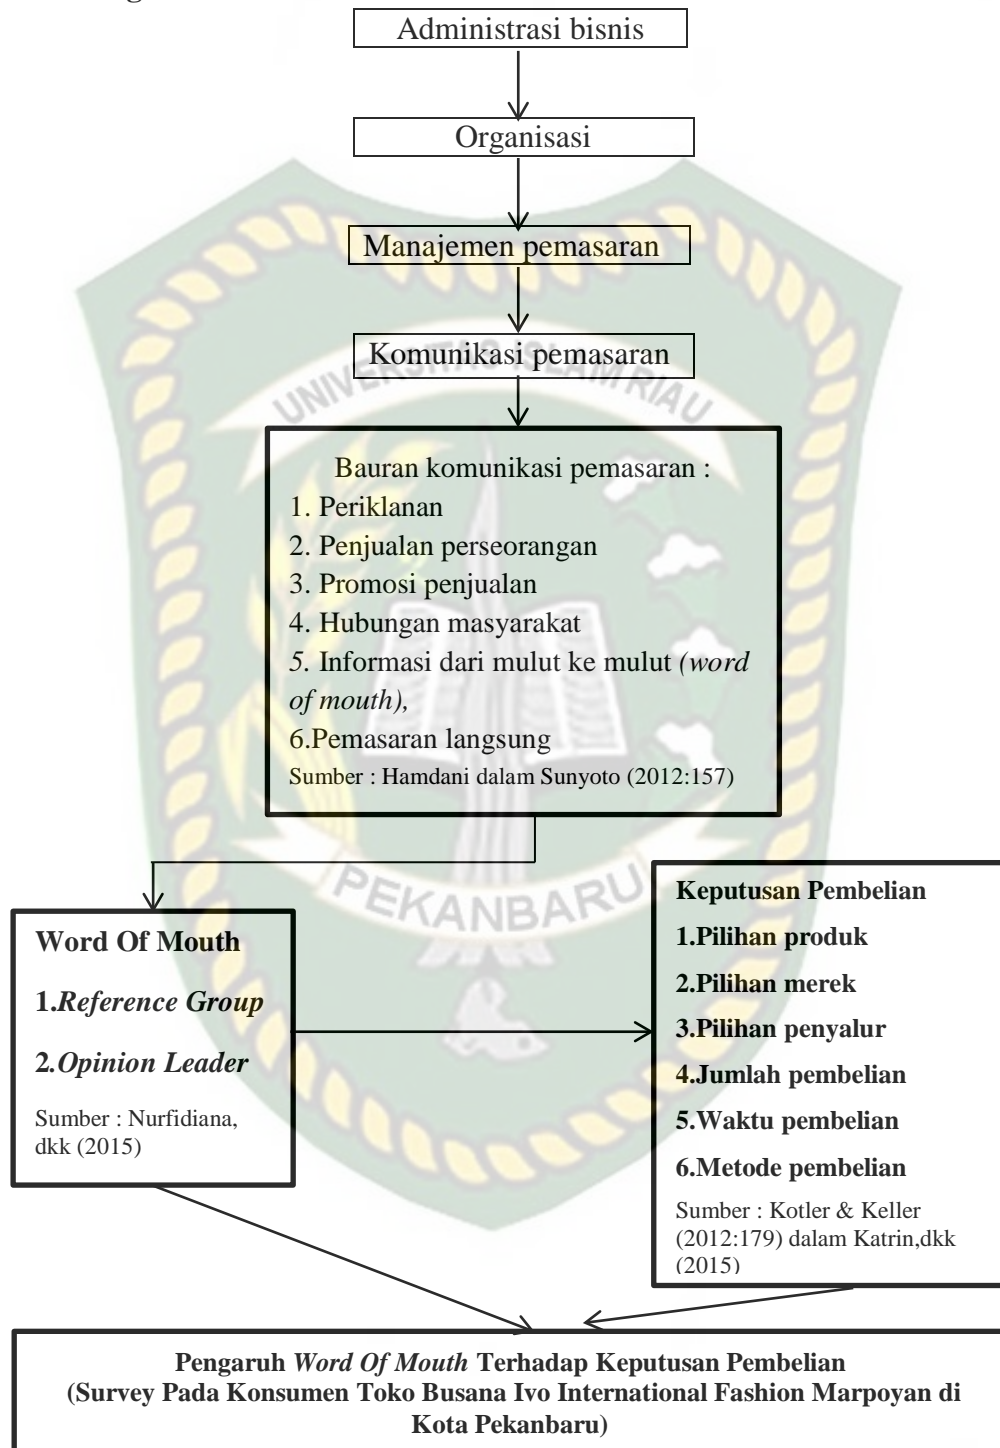 Administrasi bisnis
Organisasi
Manajemen pemasaran
Komunikasi pemasaran
UNIVERSITAS ISLAM RIAU
Bauran komunikasi pemasaran :
1. Periklanan
2. Penjualan perseorangan
3. Promosi penjualan
4. Hubungan masyarakat
5. Informasi dari mulut ke mulut (word
of mouth),
6.Pemasaran langsung
Sumber : Hamdani dalam Sunyoto (2012:157)
PEKANBARU
Word Of Mouth
1.Reference Group
2.Opinion Leader
Sumber : Nurfidiana,
dkk (2015)
Keputusan Pembelian
1.Pilihan produk
2.Pilihan merek
3.Pilihan penyalur
4.Jumlah pembelian
5.Waktu pembelian
6.Metode pembelian
Sumber : Kotler & Keller
(2012:179) dalam Katrin,dkk
(2015)
Pengaruh Word Of Mouth Terhadap Keputusan Pembelian
(Survey Pada Konsumen Toko Busana Ivo International Fashion Marpoyan di
Kota Pekanbaru)